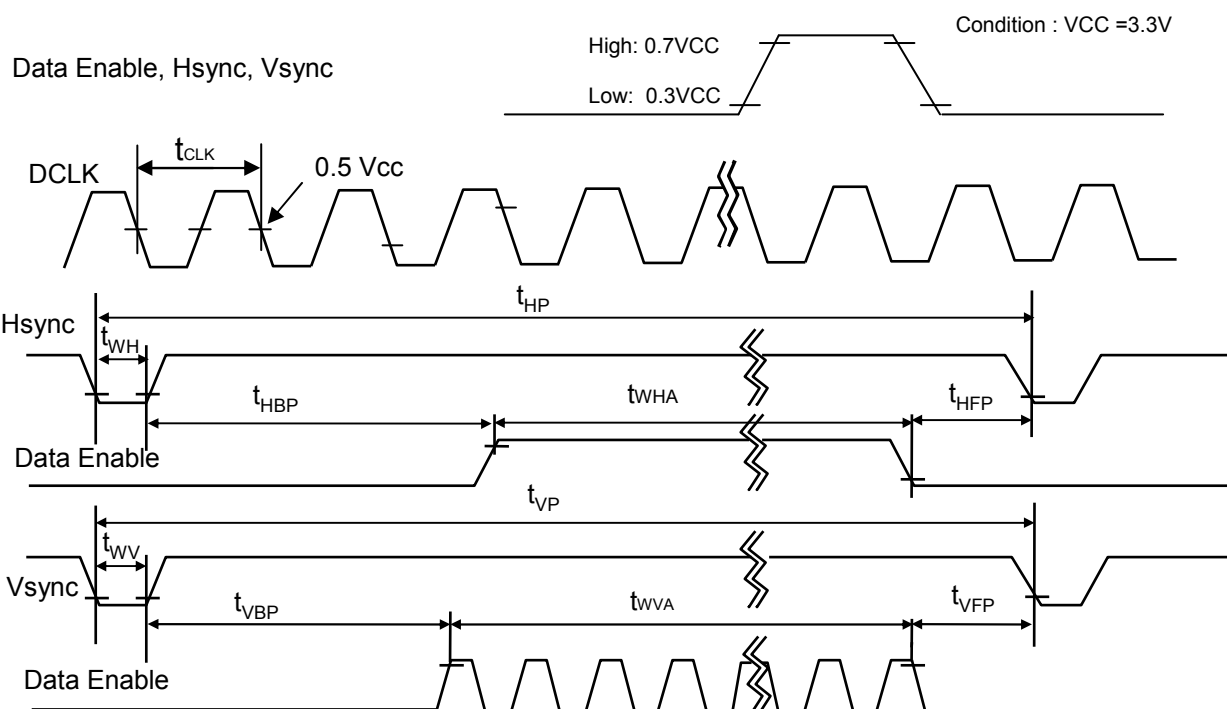 Condition : VCC =3.3V
High: 0.7VCC
Data Enable, Hsync, Vsync
Low: 0.3VCC
tCLK
0.5 Vcc
DCLK
tHP
Hsync
tWH
tHBP
tWHA
tHFP
Data Enable
tVP
tWV
Vsync
tVBP
tWVA
tVFP
Data Enable